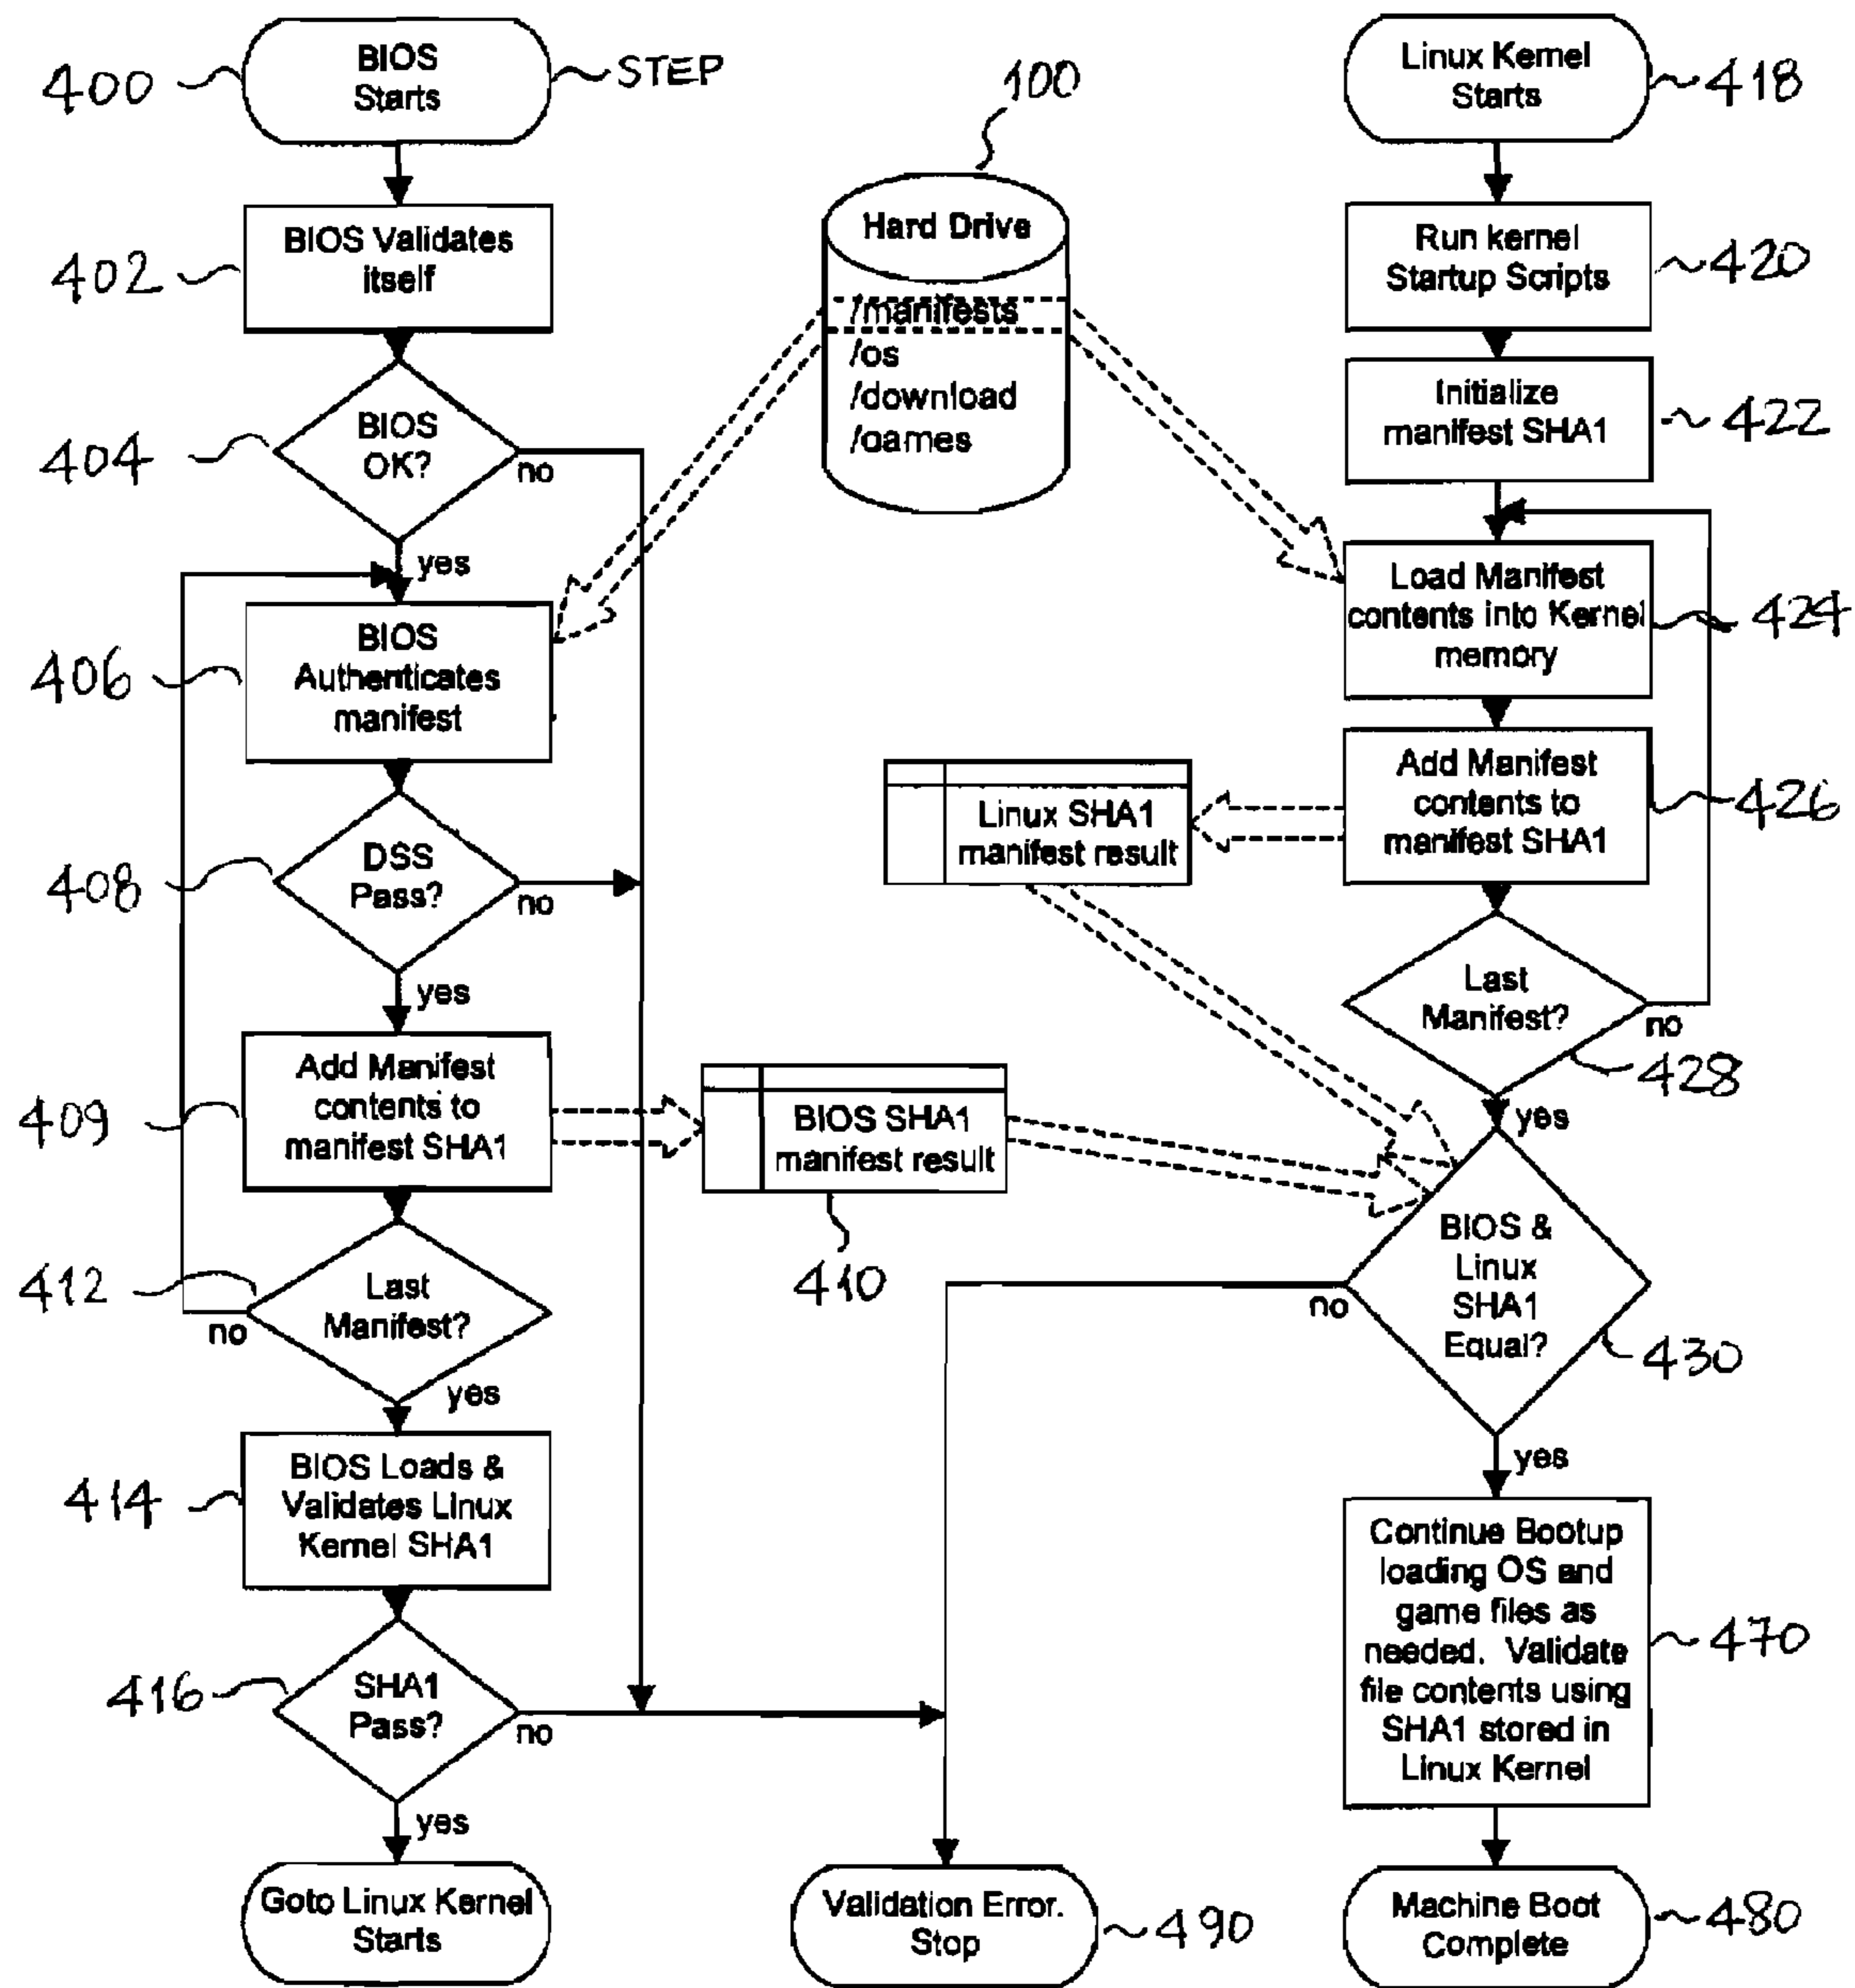 BIOS
Starts
400
STEP
BIOS Validates
itself
402
BIOS
OK?
404
no
yes
BIOS
Authenticates
manifest
406
DSS
Pass?
408
no
yes
Add Manifest
contents to
manifest SHA1
409
Last
Manifest?
412
no
yes
BIOS Loads &
Validates Linux
Kernel SHA1
414
SHA1
Pass?
416
no
yes
Goto Linux Kernel
Starts
100
Hard Drive
/manifests
/os
/download
/games
Linux SHA1
manifest result
BIOS SHA1
manifest result
410
Validation Error.
Stop
490
Linux Kernel
Starts
418
Run kernel
Startup Scripts
420
Initialize
manifest SHA1
422
Load Manifest
contents into Kernel
memory
424
Add Manifest
contents to
manifest SHA1
426
Last
Manifest?
no
428
yes
BIOS &
Linux
SHA1
Equal?
no
430
yes
Continue Bootup
loading OS and
game files as
needed. Validate
file contents using
SHA1 stored in
Linux Kernel
470
Machine Boot
Complete
480